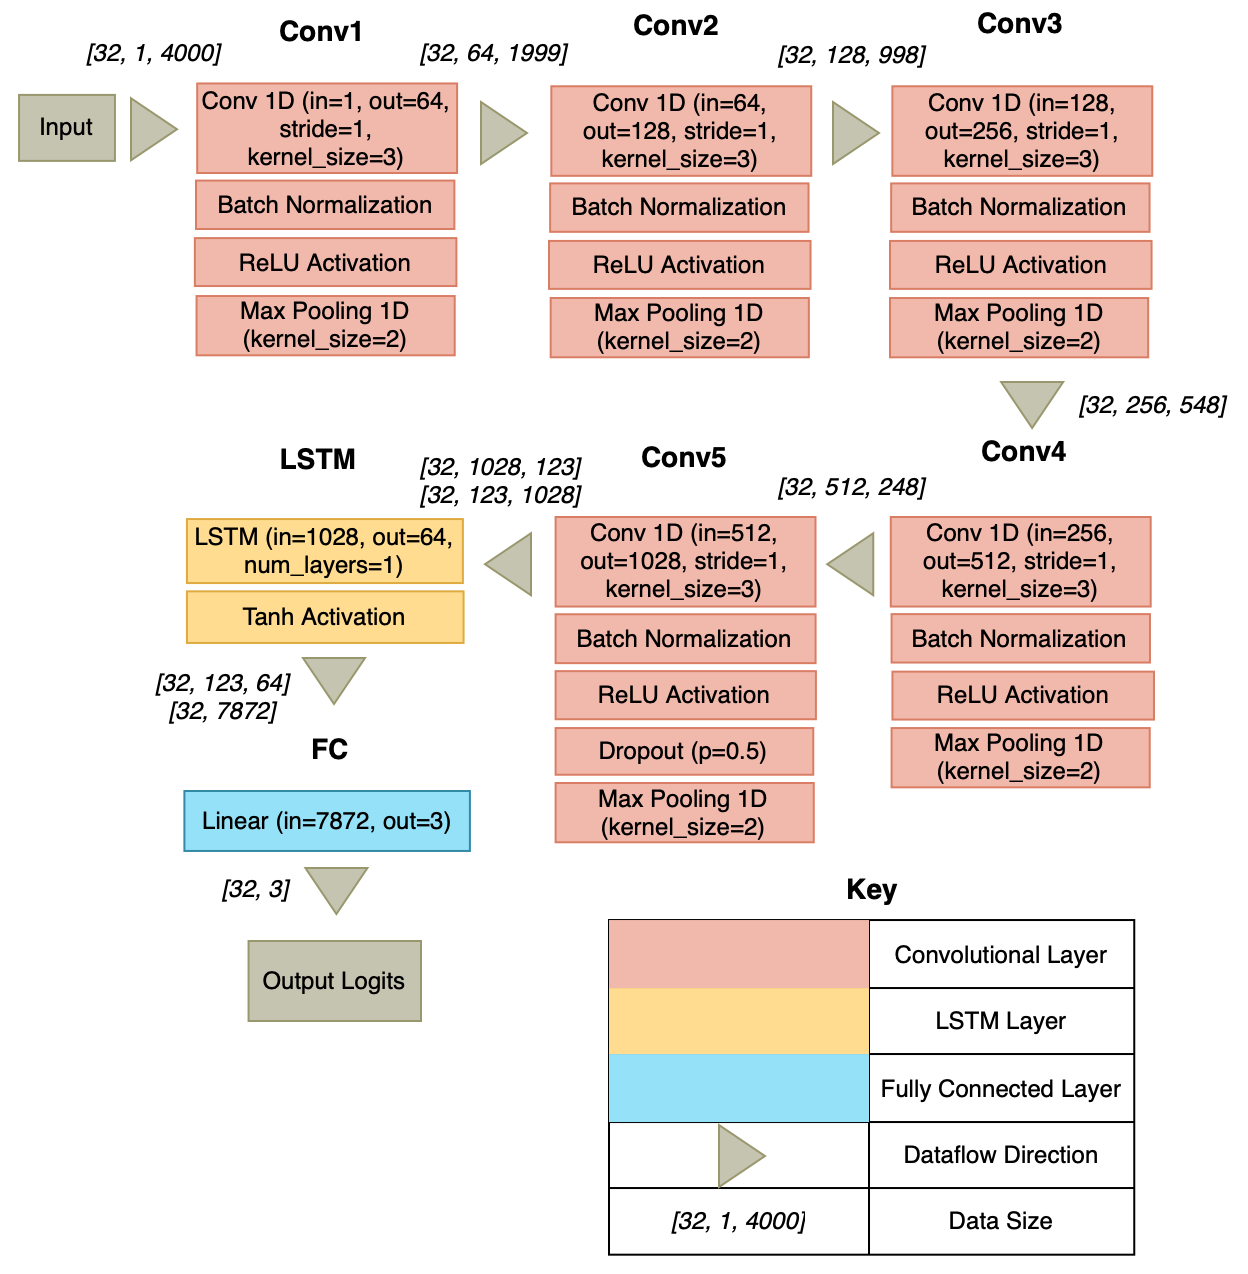 Conv1
Conv2
Conv3
[32, 1, 4000]
[32, 64, 1999]
[32, 128, 998]
Input
Conv 1D (in=1, out=64,
stride=1,
kernel_size=3)
Batch Normalization
ReLU Activation
Max Pooling 1D
(kernel_size=2)
Conv 1D (in=64,
out=128, stride=1,
kernel_size=3)
Batch Normalization
ReLU Activation
Max Pooling 1D
(kernel_size=2)
Conv 1D (in=128,
out=256, stride=1,
kernel_size=3)
Batch Normalization
ReLU Activation
Max Pooling 1D
(kernel_size=2)
[32, 256, 548]
Conv4
Conv 1D (in=256,
out=512, stride=1,
kernel_size=3)
Batch Normalization
ReLU Activation
Max Pooling 1D
(kernel_size=2)
[32, 512, 248]
Conv5
Conv 1D (in=512,
out=1028, stride=1,
kernel_size=3)
Batch Normalization
ReLU Activation
Dropout (p=0.5)
Max Pooling 1D
(kernel_size=2)
[32, 1028, 123]
[32, 123, 1028]
LSTM
LSTM (in=1028, out=64,
num_layers=1)
Tanh Activation
[32, 123, 64]
[32, 7872]
FC
Linear (in=7872, out=3)
[32, 3]
Output Logits
Key
Convolutional Layer
LSTM Layer
Fully Connected Layer
Dataflow Direction
[32, 1, 4000]
Data Size